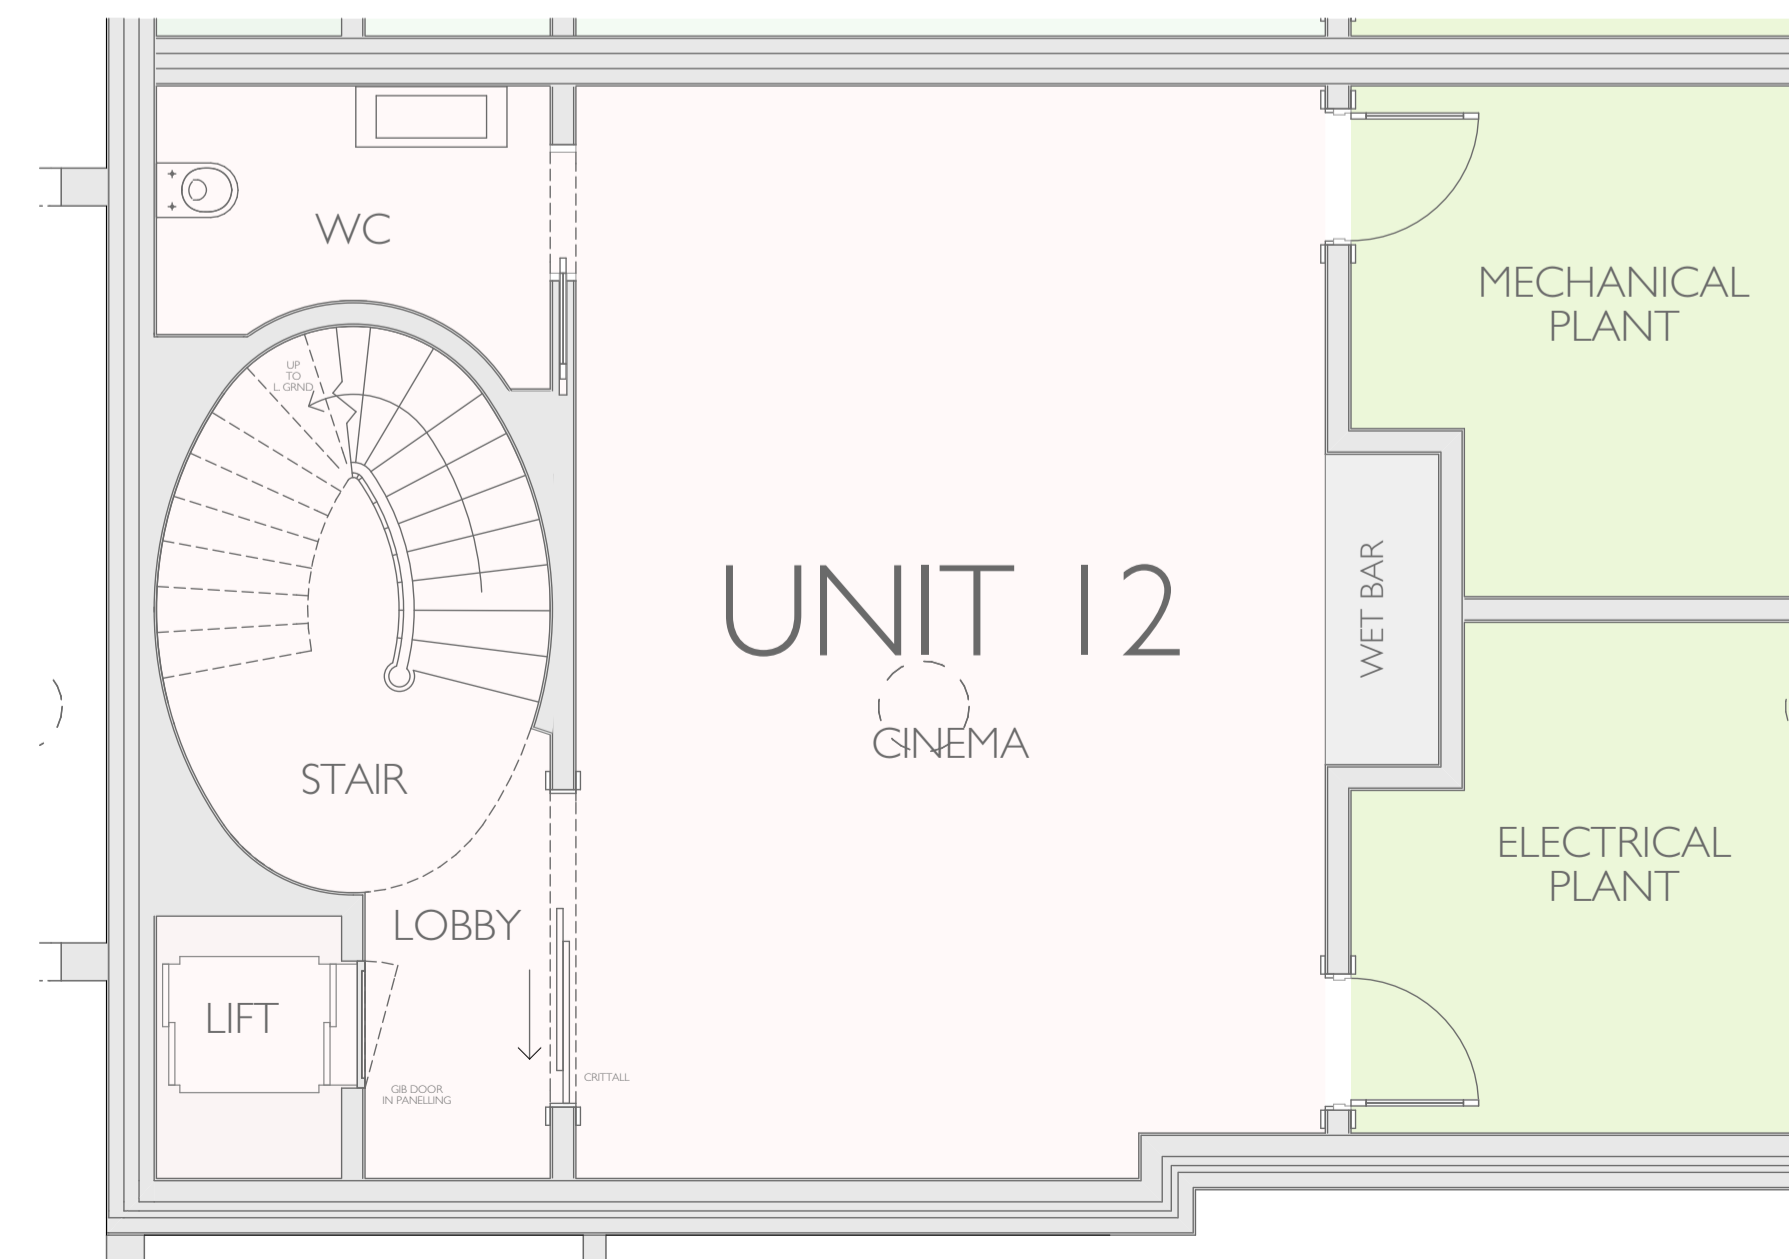 WC
MECHANICAL
PLANT
UP
TO
L. GRND
UNIT 12
WET BAR
CINEMA
STAIR
ELECTRICAL
PLANT
LOBBY
LIFT
CRITTALL
GIB DOOR
IN PANELLING